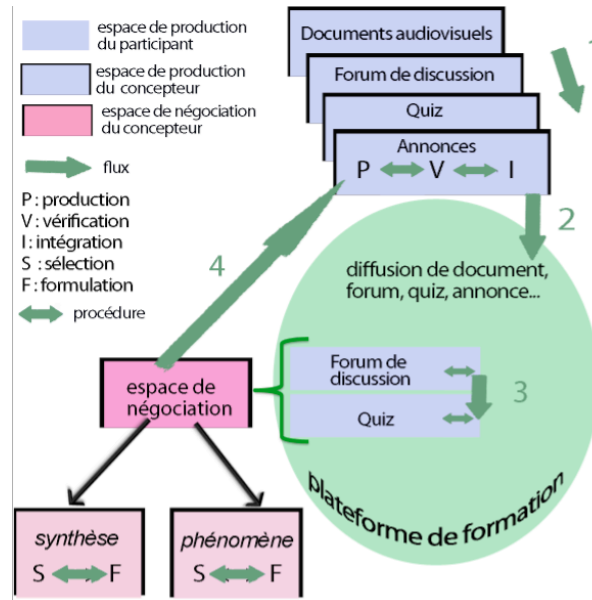 espace de production
du participant
espace de production
du concepteur
espace de négociation
du concepteur
flux
P : production
V : vérification
I : intégration
S : sélection
F : formulation
procédure
Documents audiovisuels
Forum de discussion
Quiz
Annonces
P V I
2
4
diffusion de document,
forum, quiz, annonce...
Forum de
discussion
Quiz
3
espace de
négociation
plateforme de formation
synthèse
S F
phénomène
S F